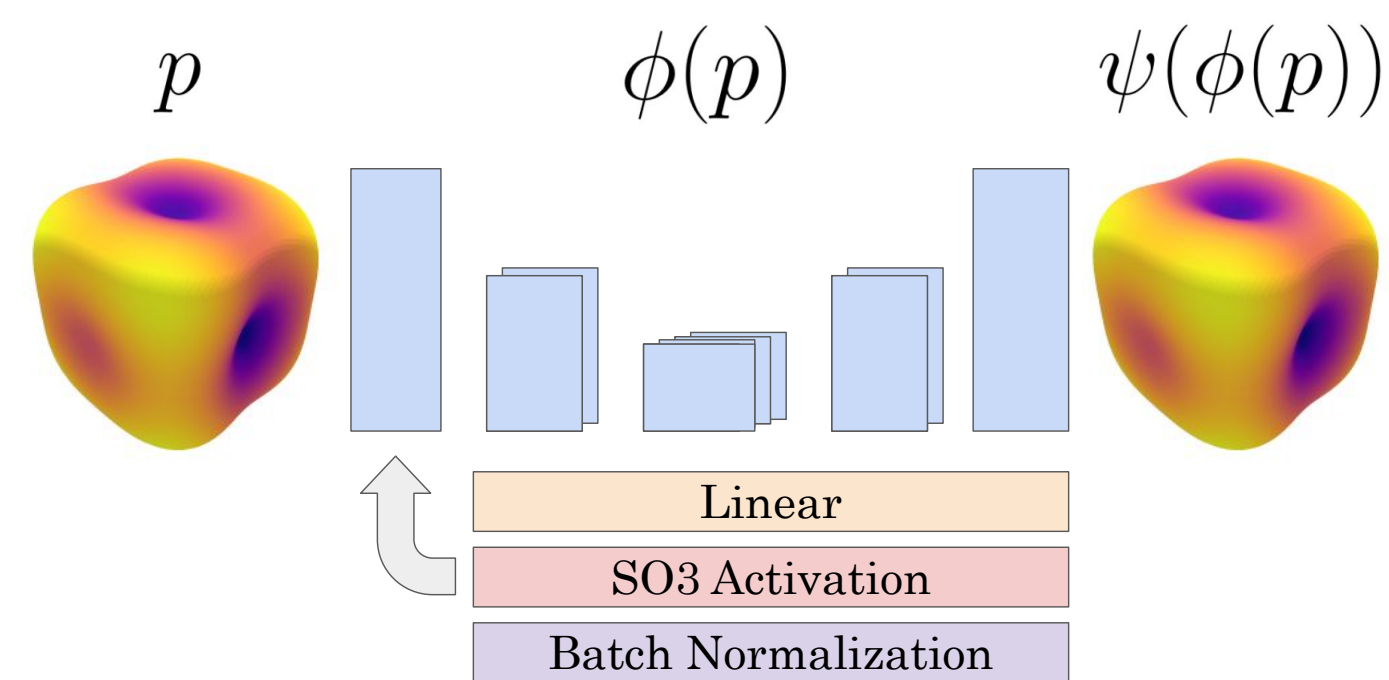 p
ϕ(p)
ψ(ϕ(p))
Linear
SO3 Activation
Batch Normalization